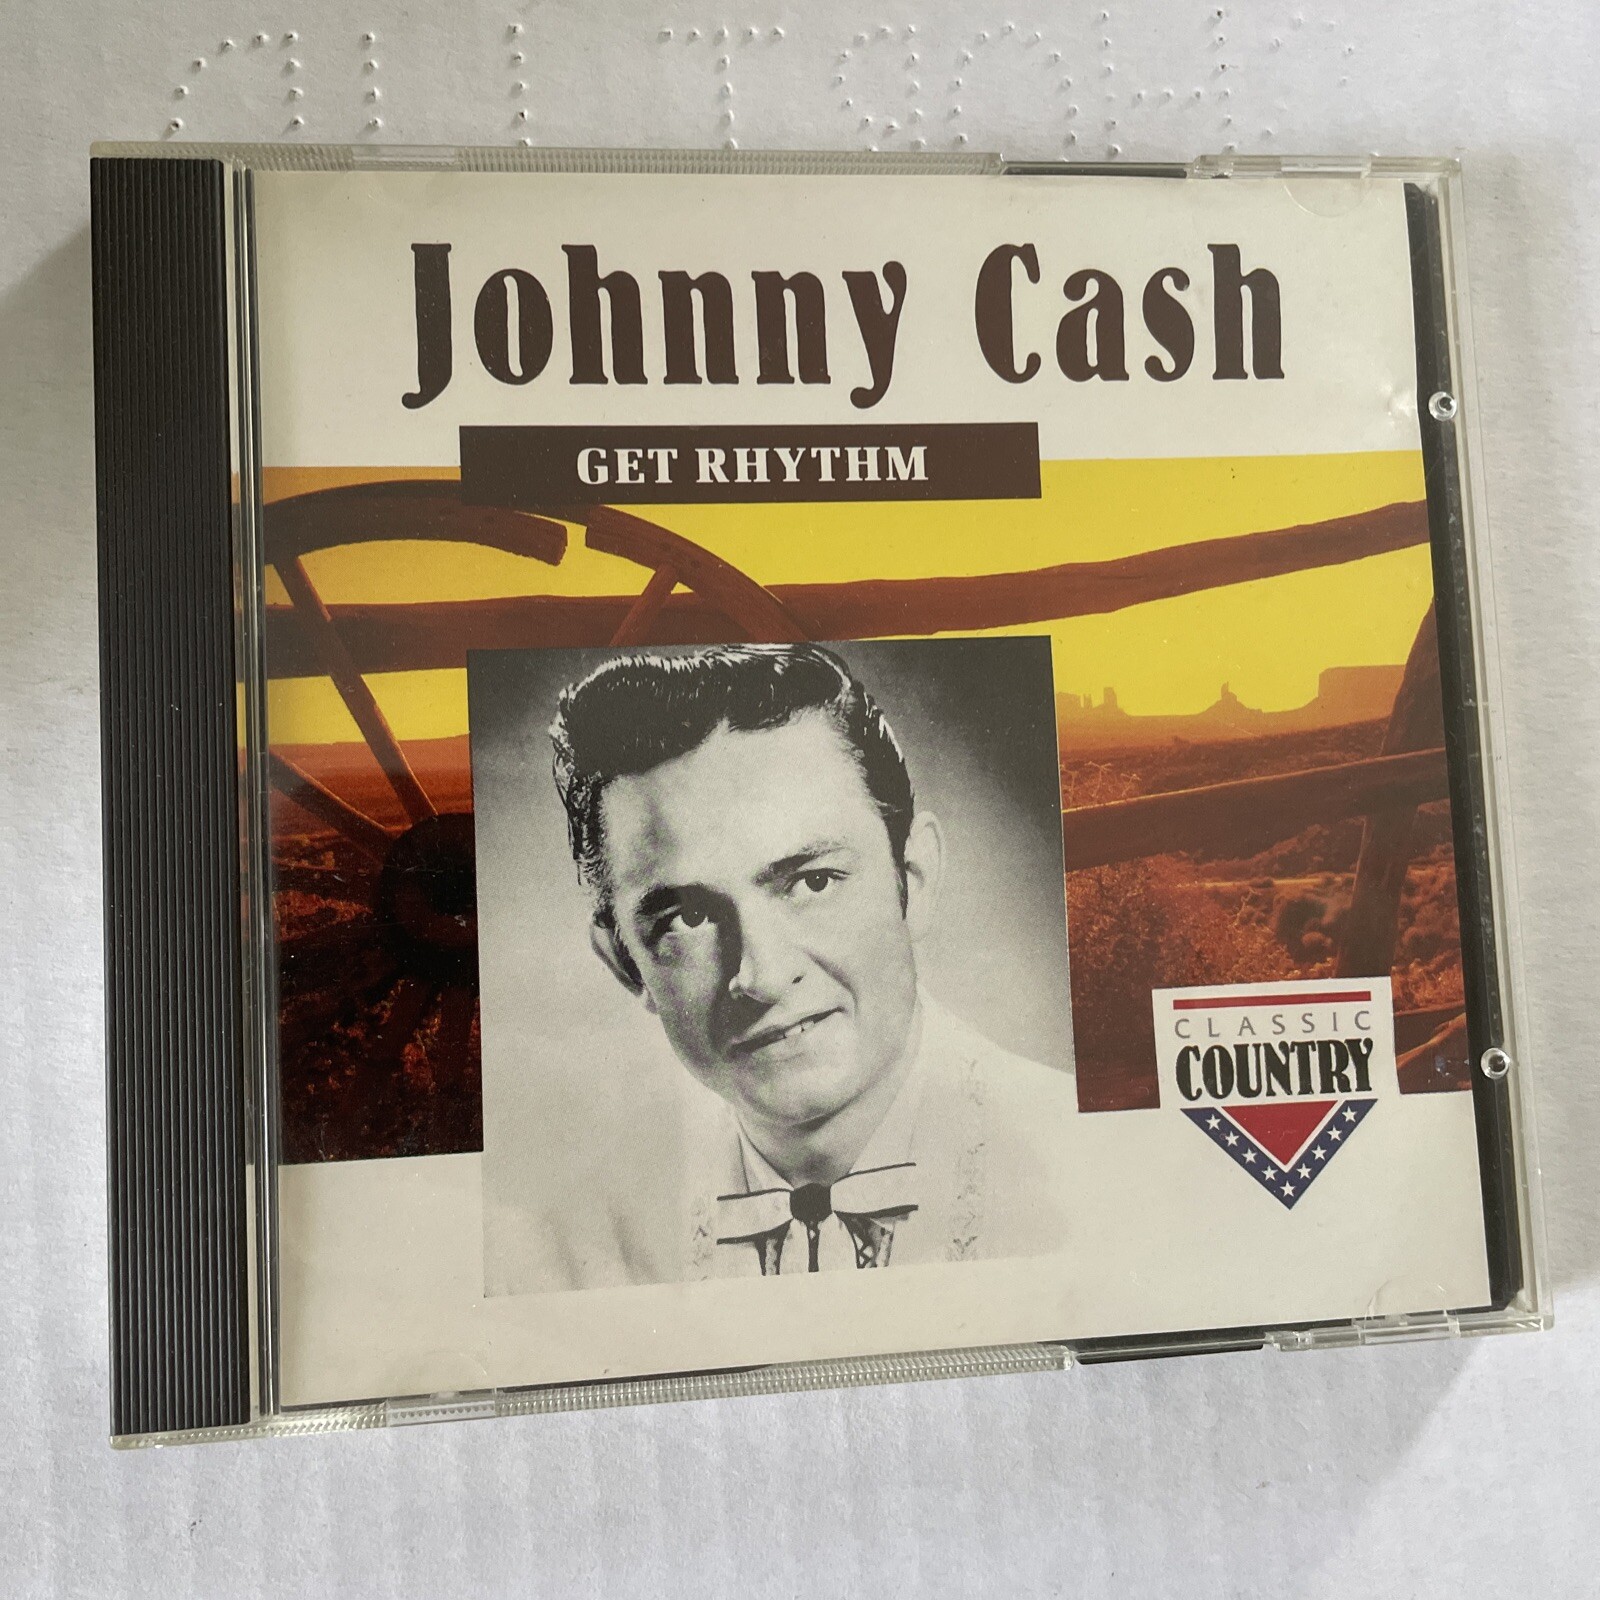 Johnny Cash
GET RHYTHM
CLASSIC
COUNTRY